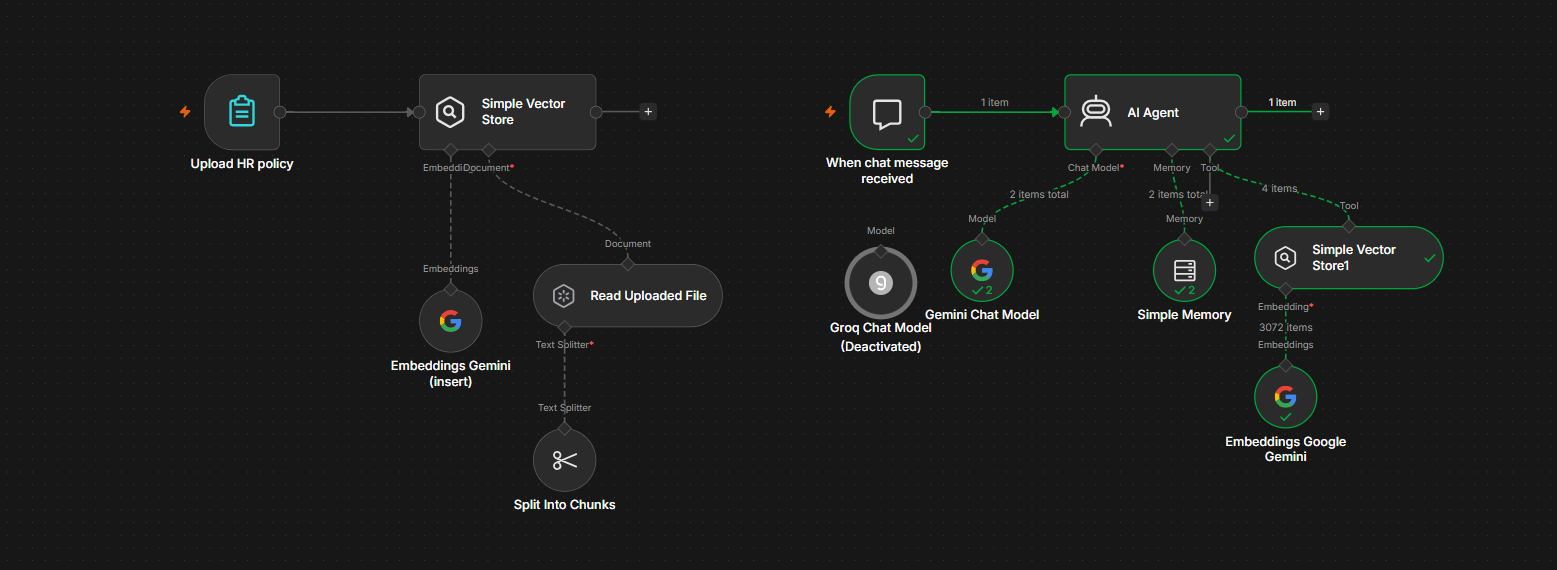 Upload HR policy
Simple Vector
Store
Embeddi
Document*
Embeddings
Embeddings Gemini
(insert)
Document
Read Uploaded File
Text Splitter*
Text Splitter
Split Into Chunks
When chat message
received
1 item
AI Agent
1 item
Chat Model*
Memory
Tool
2 items total
2 items total
4 items
Model
Groq Chat Model
(Deactivated)
Model
2
Gemini Chat Model
Memory
2
Simple Memory
Tool
Simple Vector
Store1
Embedding*
3072 items
Embeddings
Embeddings Google
Gemini